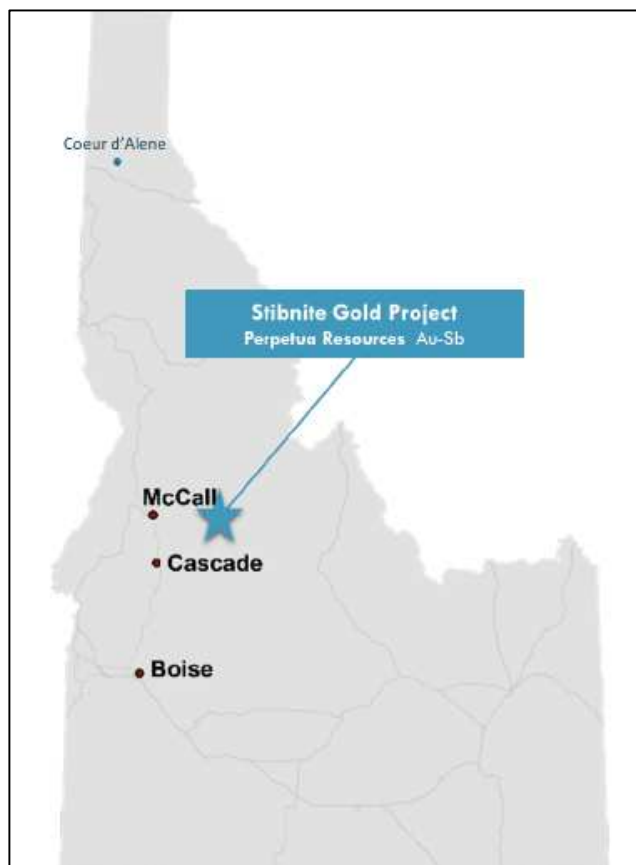 Coeur d'Alene
Stibnite Gold Project
Perpetua Resources Au-Sb
McCall
Cascade
Boise